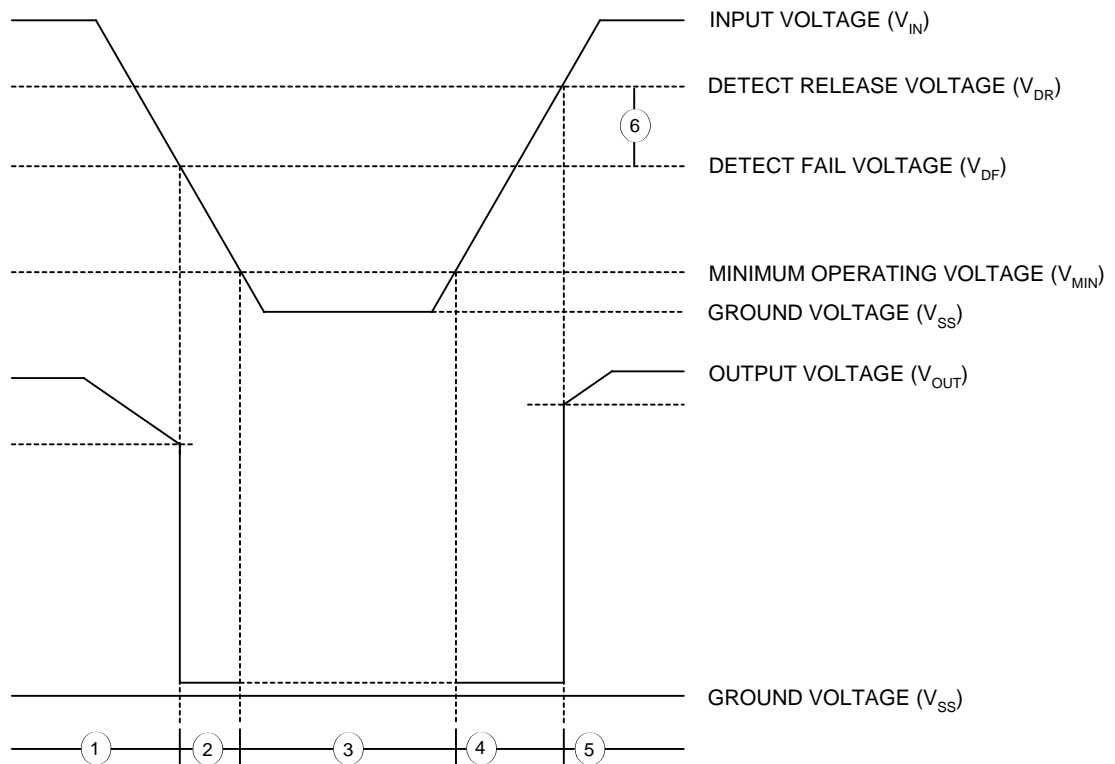 INPUT VOLTAGE (VIN)
DETECT RELEASE VOLTAGE (VDR)
6
DETECT FAIL VOLTAGE (VDF)
MINIMUM OPERATING VOLTAGE (VMIN)
GROUND VOLTAGE (VSS)
OUTPUT VOLTAGE (VOUT)
GROUND VOLTAGE (VSS)
1 2 3 4 5